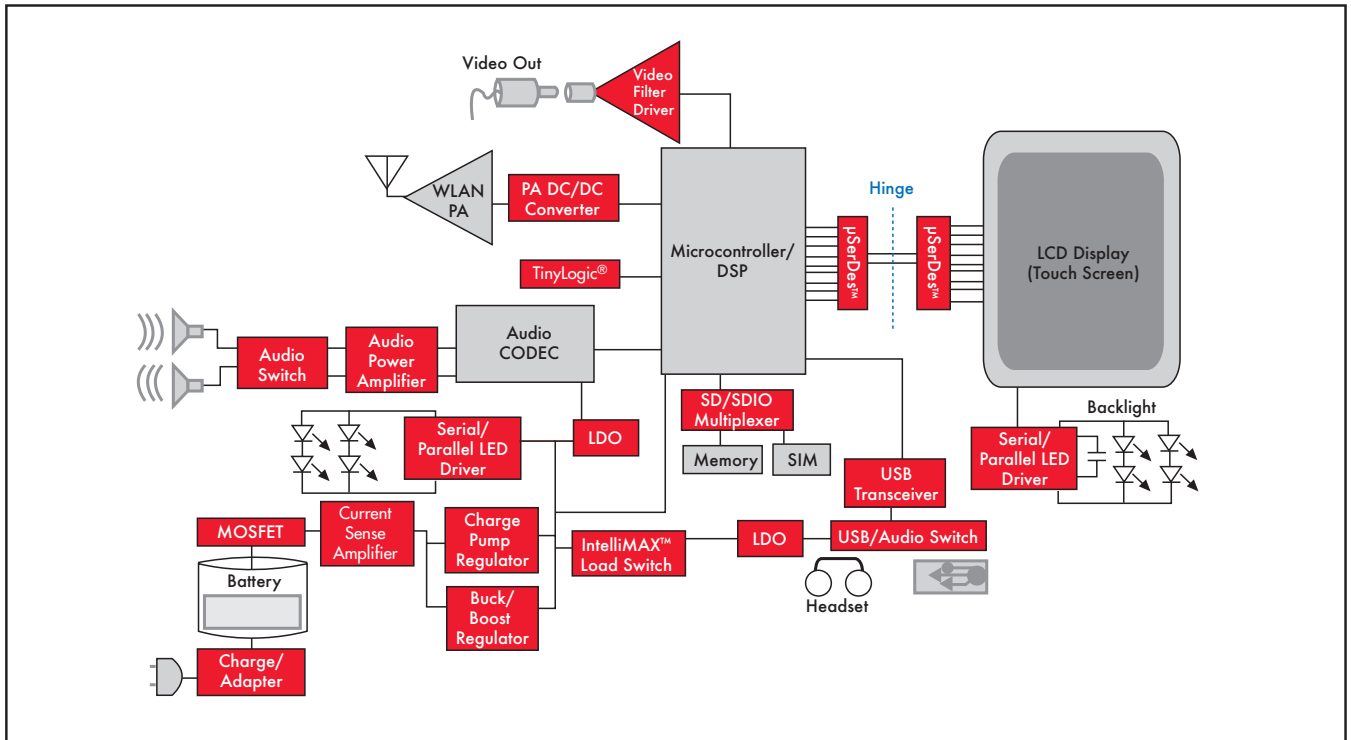 Video Out
Video
Filter
Driver
WLAN
PA
PA DC/DC
Converter
Hinge
Microcontroller/
DSP
µSerDes™
µSerDes™
LCD Display
(Touch Screen)
TinyLogic®
Audio
Switch
Audio
Power
Amplifier
Audio
CODEC
SD/SDIO
Multiplexer
Memory
SIM
Backlight
Serial/
Parallel LED
Driver
LDO
Serial/
Parallel LED
Driver
USB
Transceiver
MOSFET
Current
Sense
Amplifier
Charge
Pump
Regulator
IntelliMAX™
Load Switch
LDO
USB/Audio Switch
Battery
Buck/
Boost
Regulator
Headset
Charge/
Adapter